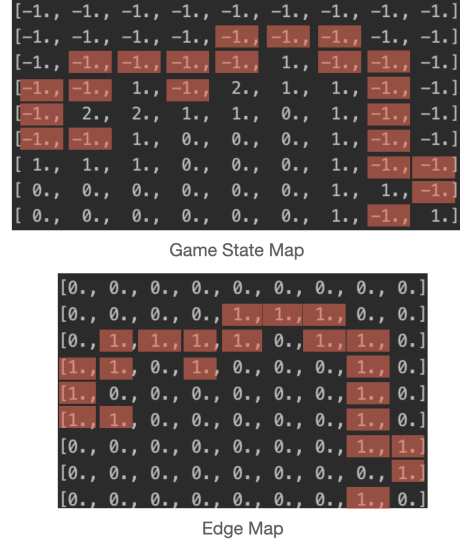 [-1., -1., -1., -1., -1., -1., -1., -1., -1.]
[-1., -1., -1., -1., -1., -1., -1., -1., -1.]
[-1., -1., -1., -1., -1., 1., -1., -1., -1.]
[-1., -1., 1., -1., 2., 1., 1., -1., -1.]
[-1., 2., 2., 1., 1., 0., 1., -1., -1.]
[-1., -1., 1., 0., 0., 0., 1., -1., -1.]
[ 1., 1., 1., 0., 0., 0., 1., -1., -1.]
[ 0., 0., 0., 0., 0., 0., 1., 1., -1.]
[ 0., 0., 0., 0., 0., 0., 1., -1., 1.]
Game State Map
[0., 0., 0., 0., 0., 0., 0., 0., 0.]
[0., 0., 0., 0., 1., 1., 1., 0., 0.]
[0., 1., 1., 1., 1., 0., 1., 1., 0.]
[1., 1., 0., 1., 0., 0., 0., 1., 0.]
[1., 0., 0., 0., 0., 0., 0., 1., 0.]
[1., 1., 0., 0., 0., 0., 0., 1., 0.]
[0., 0., 0., 0., 0., 0., 0., 1., 1.]
[0., 0., 0., 0., 0., 0., 0., 0., 1.]
[0., 0., 0., 0., 0., 0., 0., 1., 0.]
Edge Map